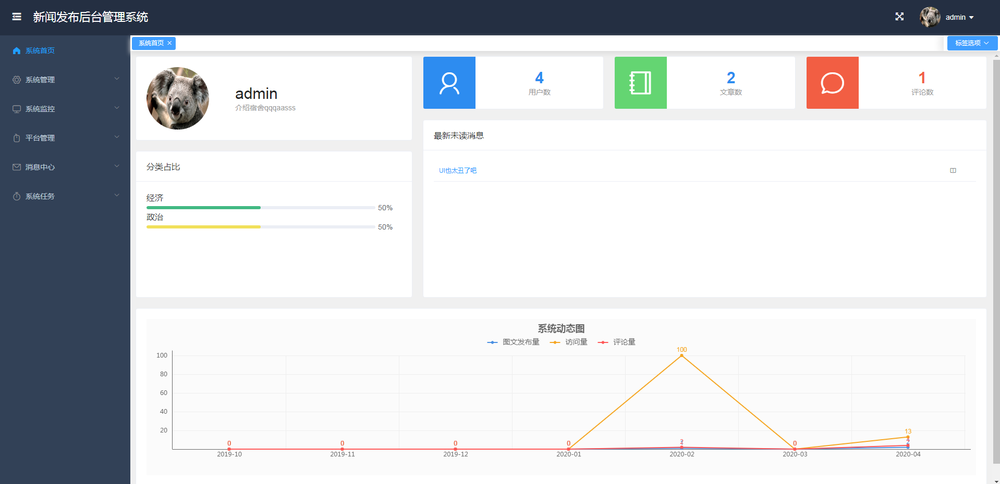 新闻发布后台管理系统
admin
系统首页
系统管理
系统监控
平台管理
消息中心
系统任务
系统首页
标签选项
admin
介绍宿舍qqqaasss
4
用户数
2
文章数
1
评论数
最新未读消息
UI也太丑了吧
分类占比
经济
50%
政治
50%
系统动态图
图文发布量 访问量 评论量
100
80
60
40
20
100
13
0 0 0 0 0
2019-10 2019-11 2019-12 2020-01 2020-02 2020-03 2020-04